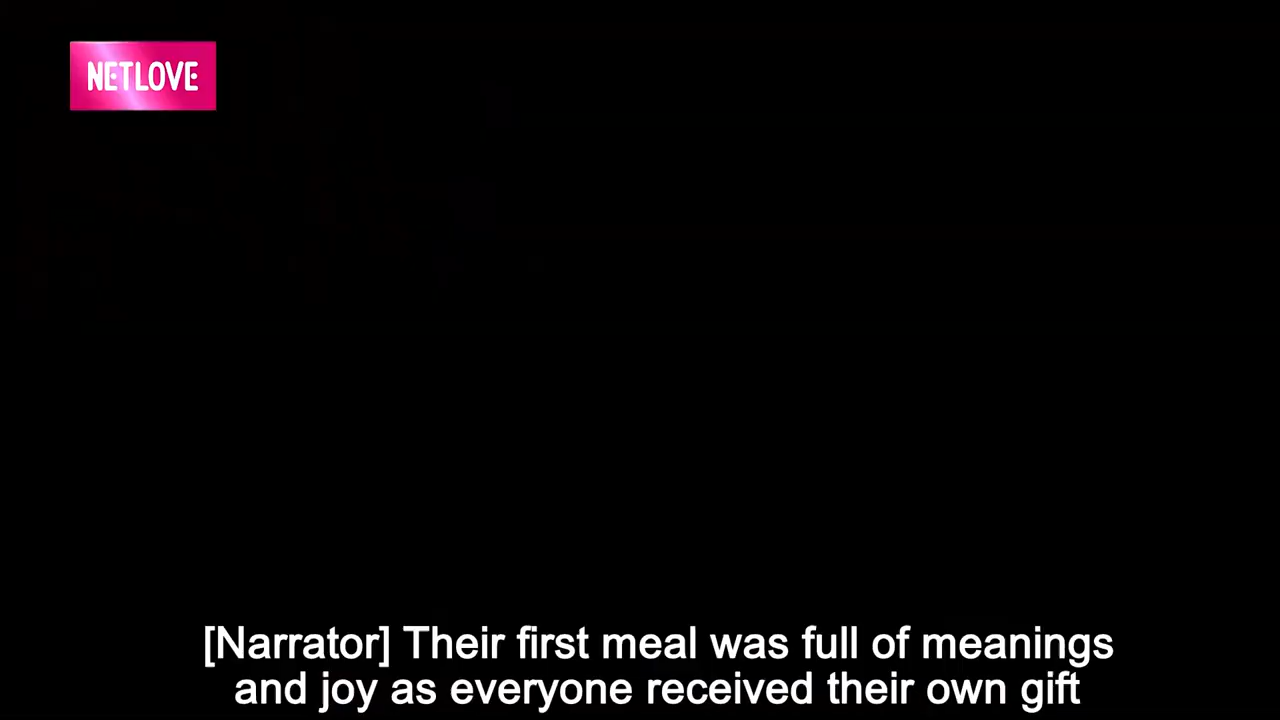 NETLOVE
[Narrator] Their first meal was full of meanings
and joy as everyone received their own gift